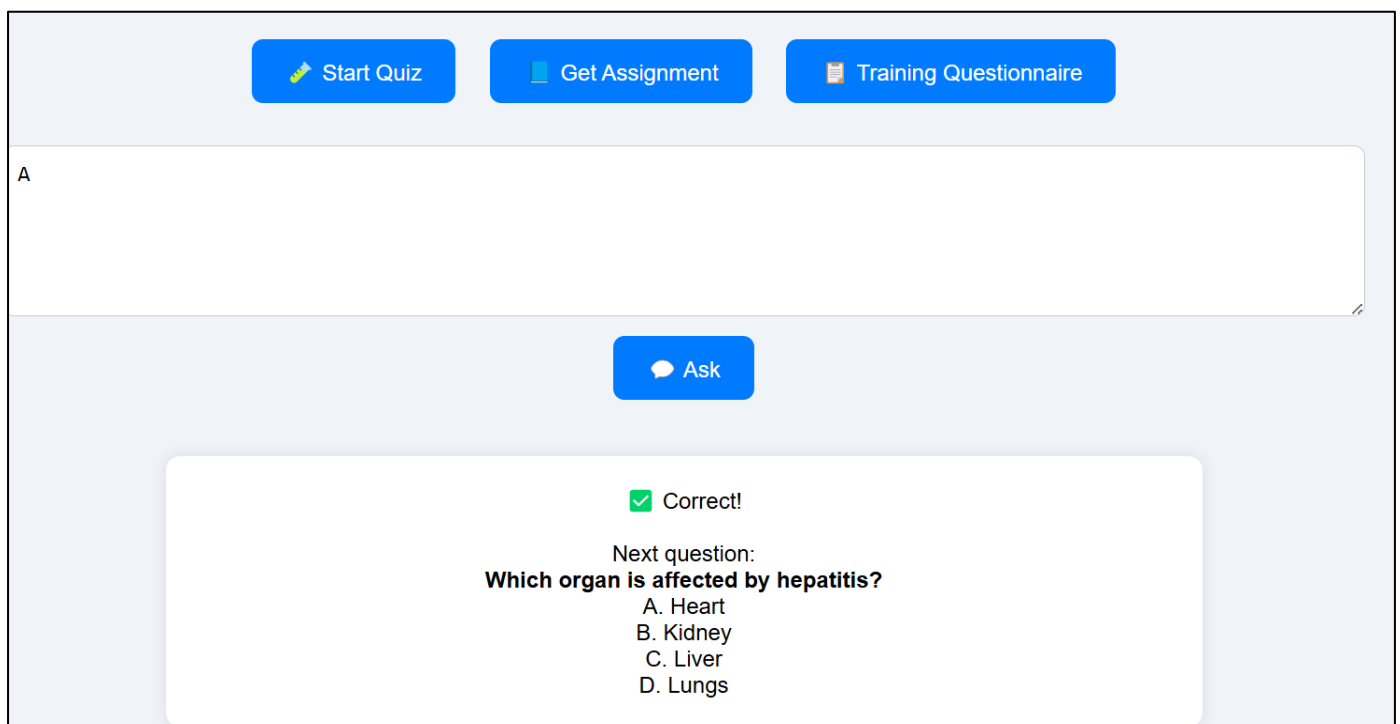 Start Quiz
Get Assignment
Training Questionnaire
A
Ask
Correct!
Next question:
Which organ is affected by hepatitis?
A. Heart
B. Kidney
C. Liver
D. Lungs